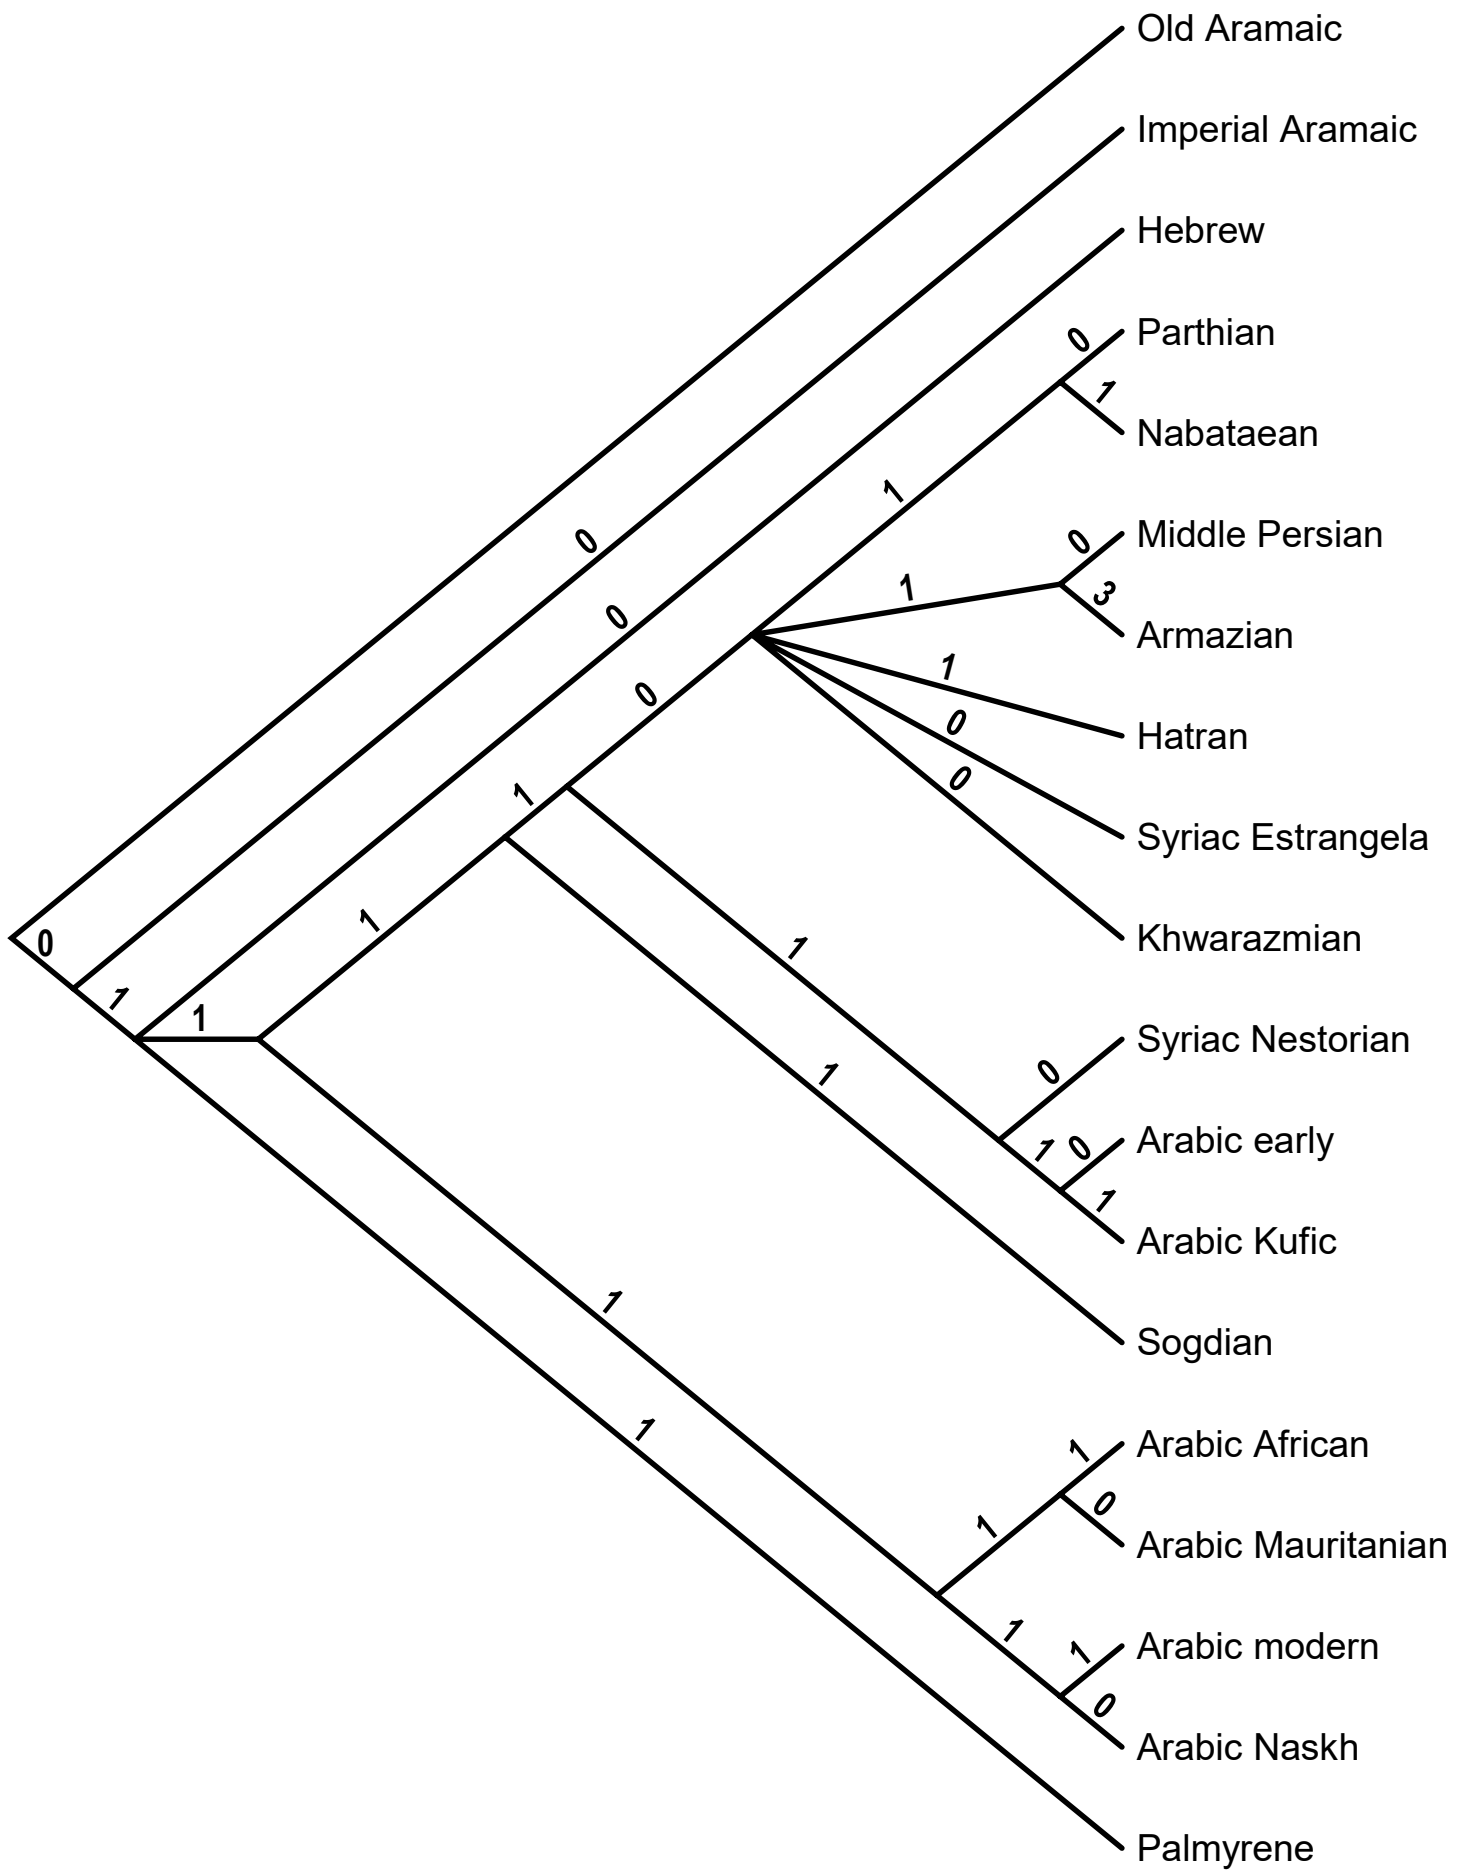 Old Aramaic
Imperial Aramaic
Hebrew
0
Parthian
1
Nabataean
1
0
Middle Persian
0
1
3
Armazian
0
1
0
Hatran
0
1
0
Syriac Estrangela
1
Khwarazmian
0
1
1
1
0
Syriac Nestorian
1
1
0
Arabic early
1
Arabic Kufic
1
Sogdian
1
1
Arabic African
1
0
Arabic Mauritanian
1
1
Arabic modern
0
Arabic Naskh
Palmyrene